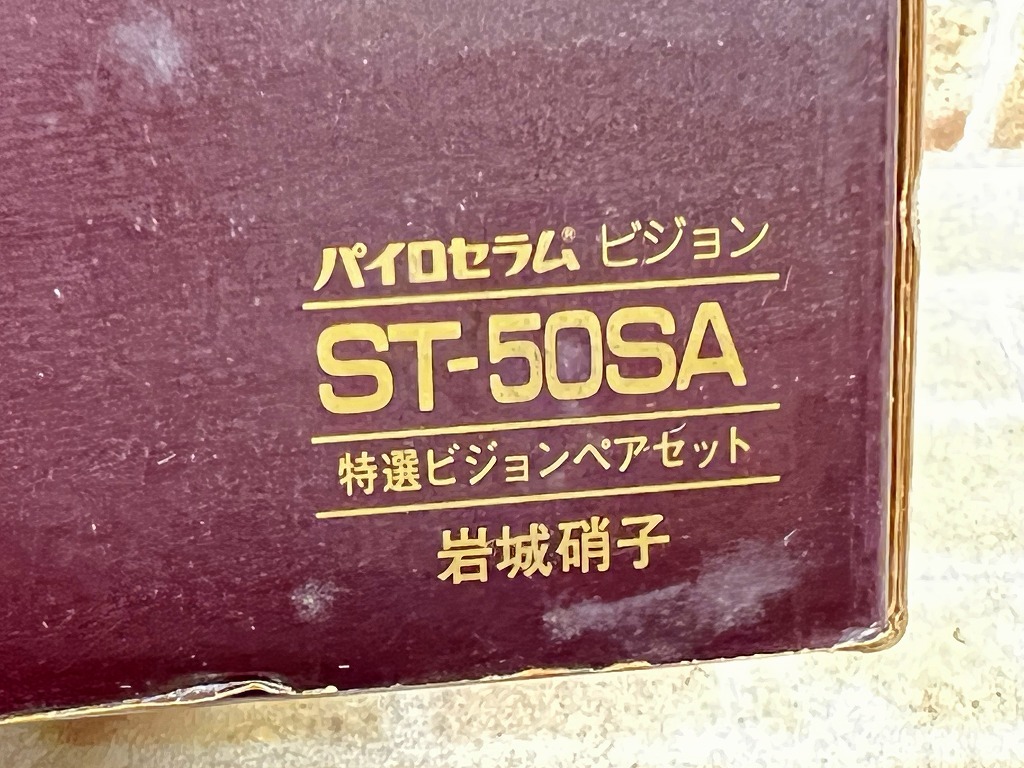 パイロセラム® ビジョン
ST-50SA
特選ビジョンペアセット
岩城硝子